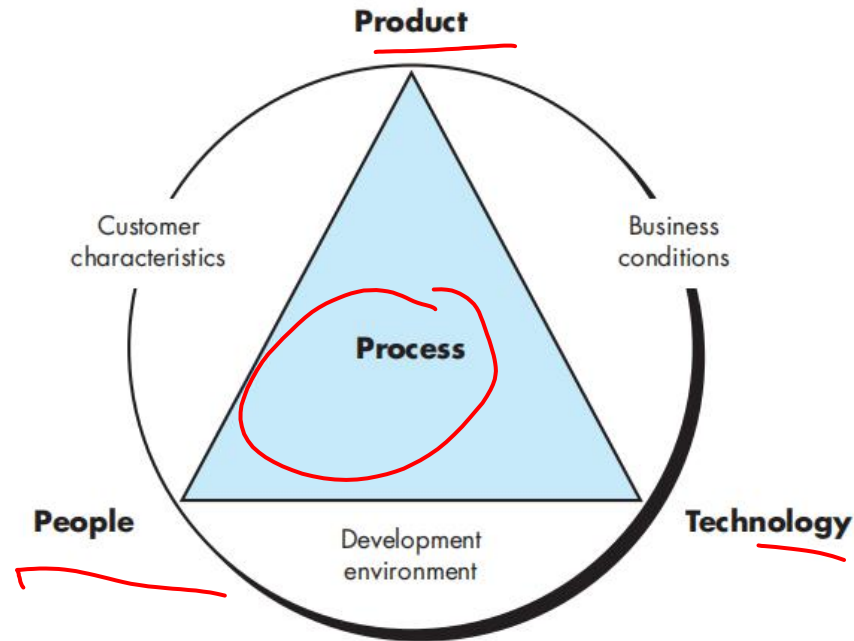 Product
Customer
characteristics
Business
conditions
Process
People
Technology
Development
environment